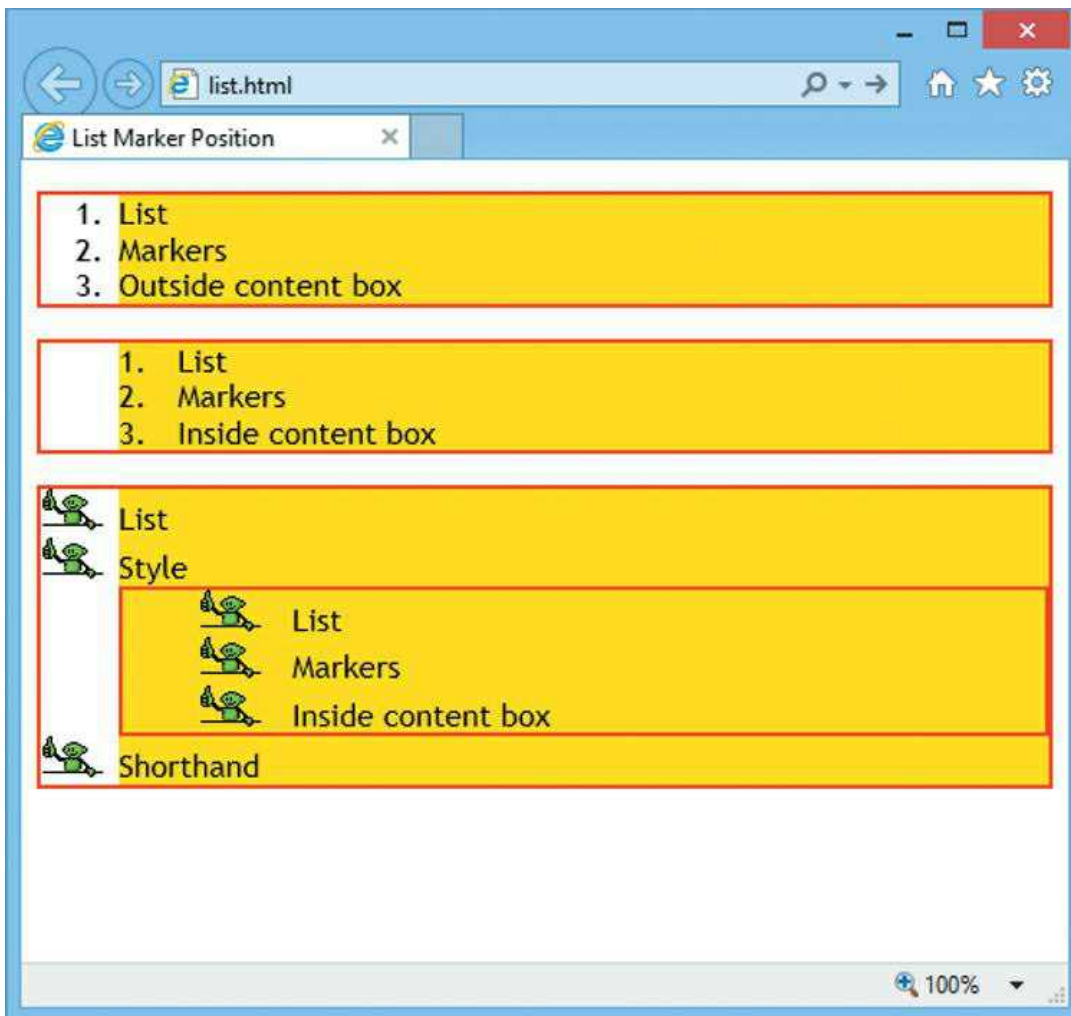 list.html
List Marker Position
1. List
2. Markers
3. Outside content box
1. List
2. Markers
3. Inside content box
List
Style
List
Markers
Inside content box
Shorthand
100%